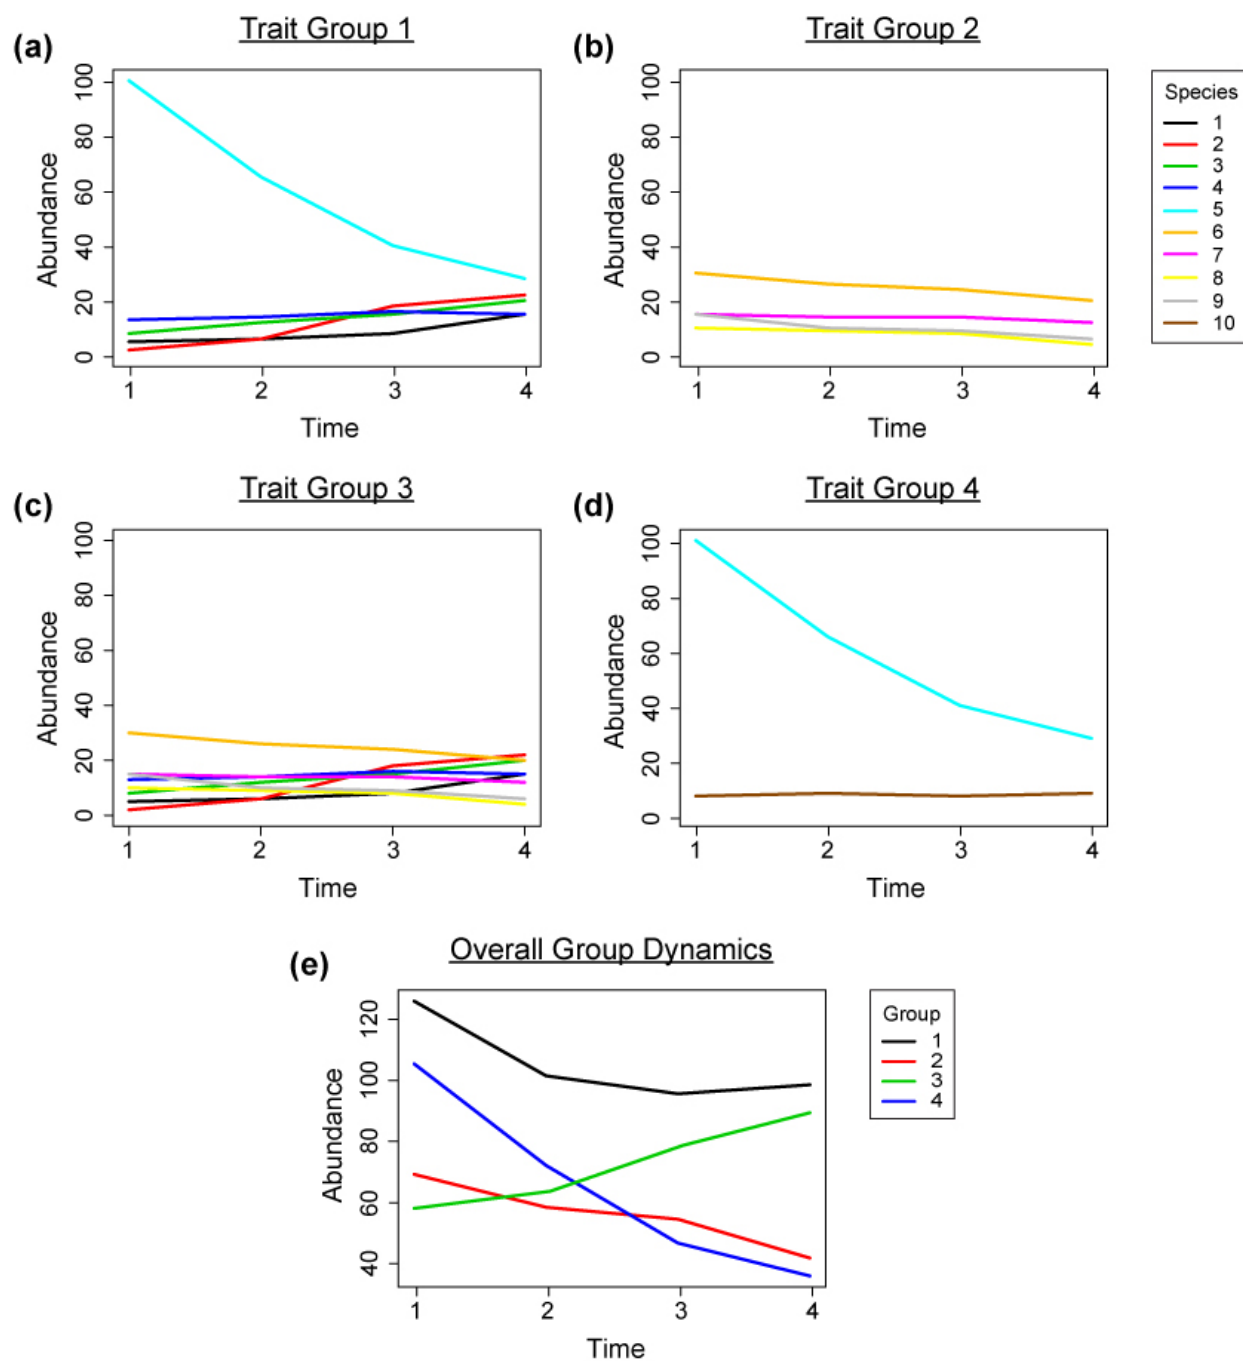 (a) Trait Group 1
Abundance
0 20 40 60 80 100
1 2 3 4
Time
(b) Trait Group 2
Abundance
0 20 40 60 80 100
1 2 3 4
Time
Species
1
2
3
4
5
6
7
8
9
10
(c) Trait Group 3
Abundance
0 20 40 60 80 100
1 2 3 4
Time
(d) Trait Group 4
Abundance
0 20 40 60 80 100
1 2 3 4
Time
(e) Overall Group Dynamics
Abundance
40 60 80 100 120
1 2 3 4
Time
Group
1
2
3
4